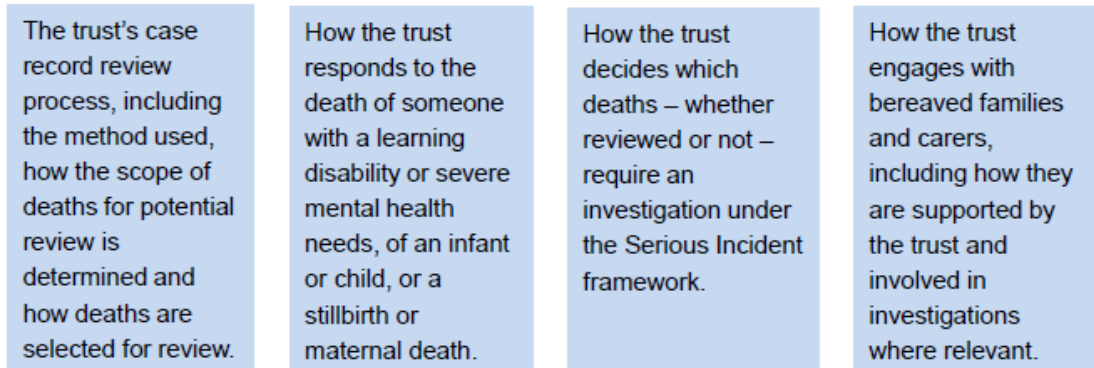 The trust's case
record review
process, including
the method used,
how the scope of
deaths for potential
review is
determined and
how deaths are
selected for review.
How the trust
responds to the
death of someone
with a learning
disability or severe
mental health
needs, of an infant
or child, or a
stillbirth or
maternal death.
How the trust
decides which
deaths – whether
reviewed or not –
require an
investigation under
the Serious Incident
framework.
How the trust
engages with
bereaved families
and carers,
including how they
are supported by
the trust and
involved in
investigations
where relevant.